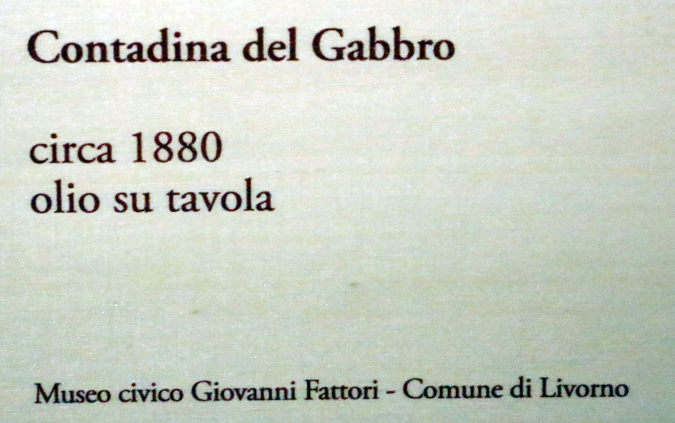 Contadina del Gabbro
circa 1880
olio su tavola
Museo civico Giovanni Fattori - Comune di Livorno